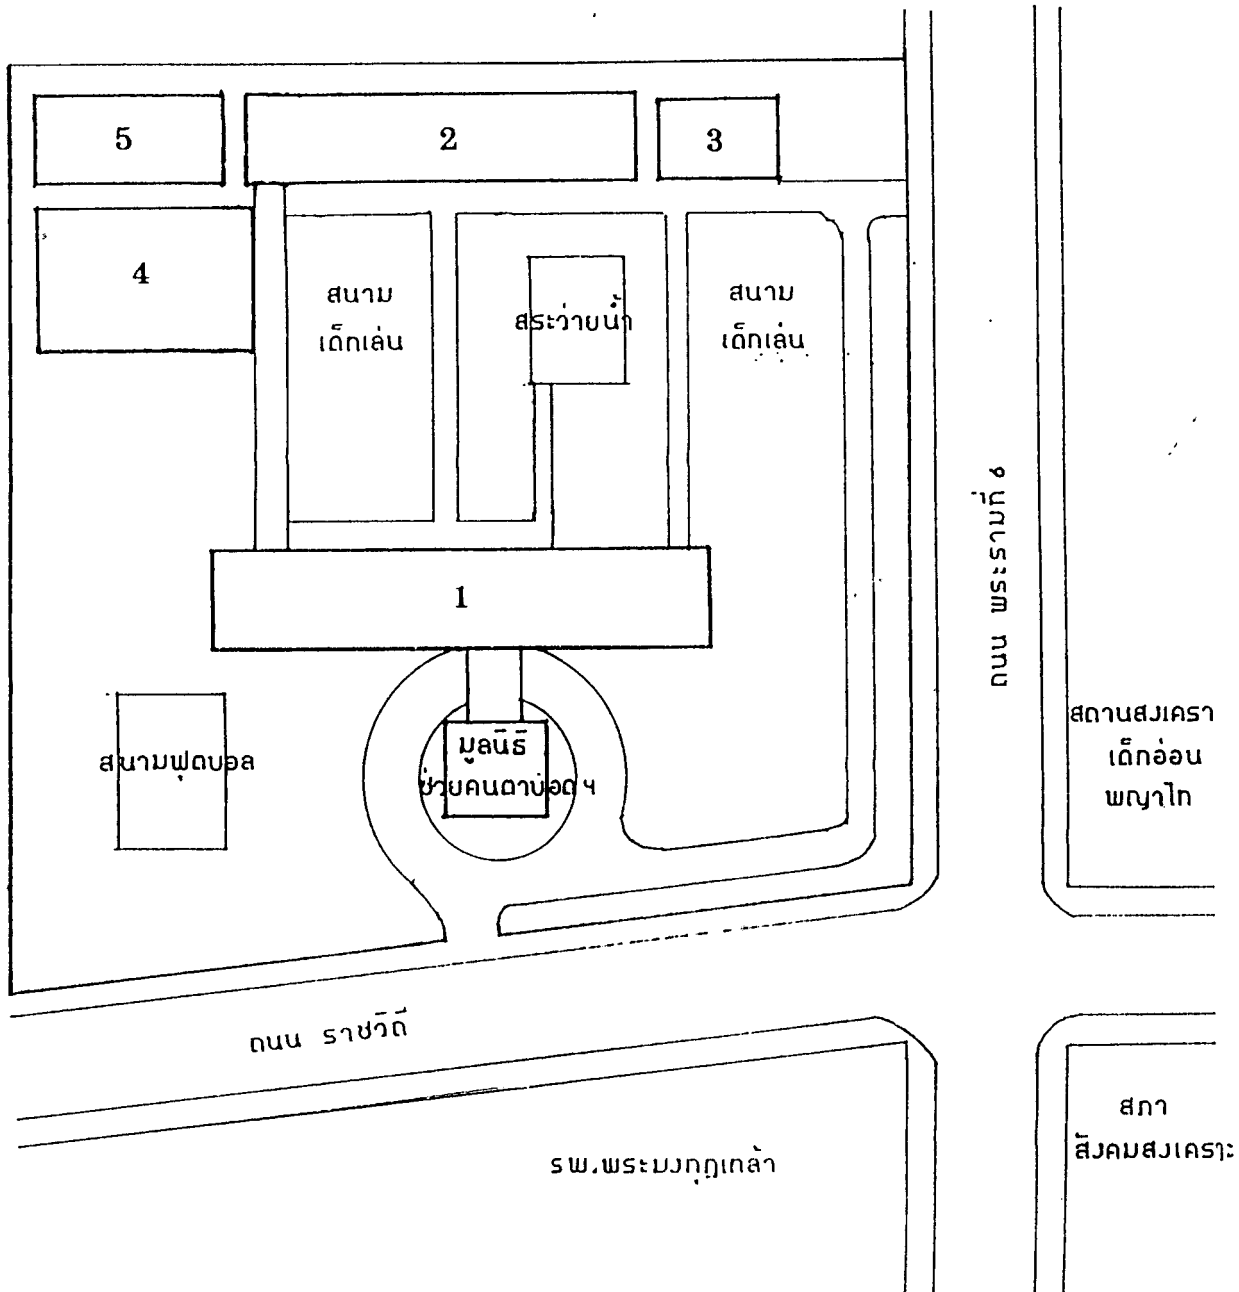 5
2
3
4
สนาม
เด็กเล่น
สระว่ายน้ำ
สนาม
เด็กเล่น
ถนน พระรามที่ ๖
1
สนามฟุตบอล
มูลนิธิ
ช่วยคนตาบอด ฯ
สถานสงเครา
เด็กอ่อน
พญาไท
ถนน ราชวิถี
รพ.พระมงกุฎเกล้า
สภา
สังคมสงเคราะ